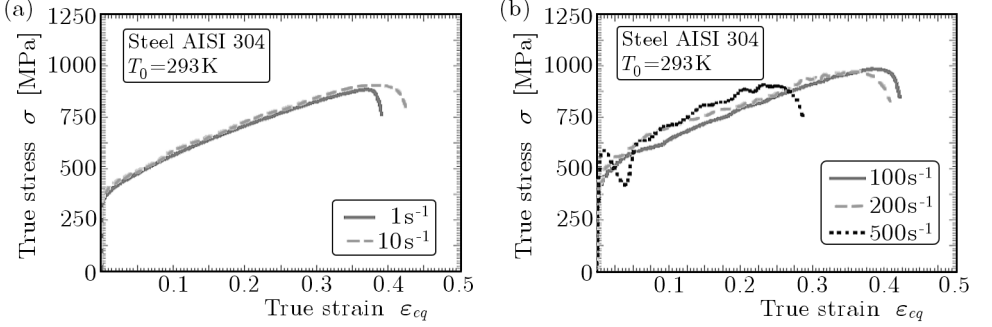 (a)
1250
1000
750
500
250
0
True stress σ [MPa]
Steel AISI 304
T₀=293K
1s⁻¹
10s⁻¹
0.1 0.2 0.3 0.4 0.5
True strain εeq
(b)
1250
1000
750
500
250
0
True stress σ [MPa]
Steel AISI 304
T₀=293K
100s⁻¹
200s⁻¹
500s⁻¹
0.1 0.2 0.3 0.4 0.5
True strain εeq